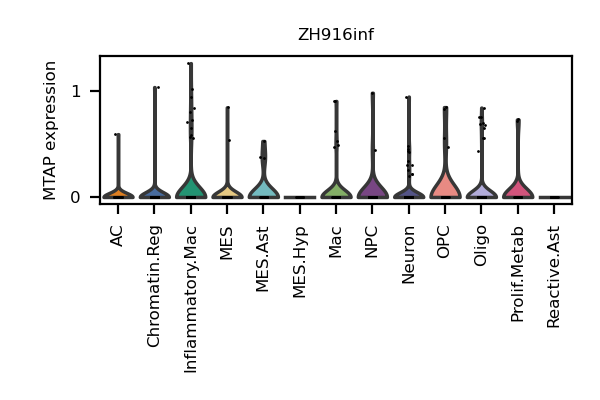 ZH916inf
MTAP expression
1
0
AC
Chromatin.Reg
Inflammatory.Mac
MES
MES.Ast
MES.Hyp
Mac
NPC
Neuron
OPC
Oligo
Prolif.Metab
Reactive.Ast